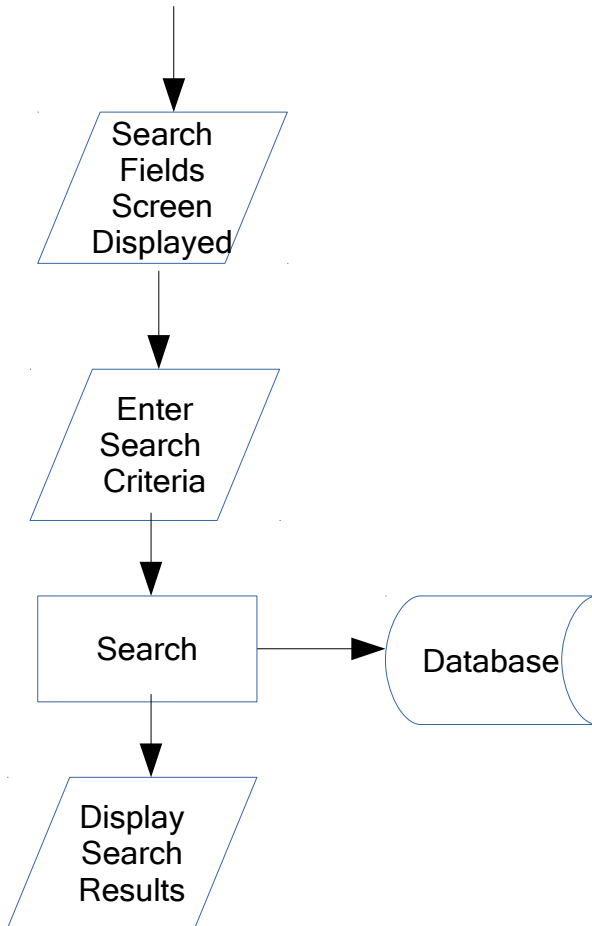 Search
Fields
Screen
Displayed
Enter
Search
Criteria
Search
Database
Display
Search
Results